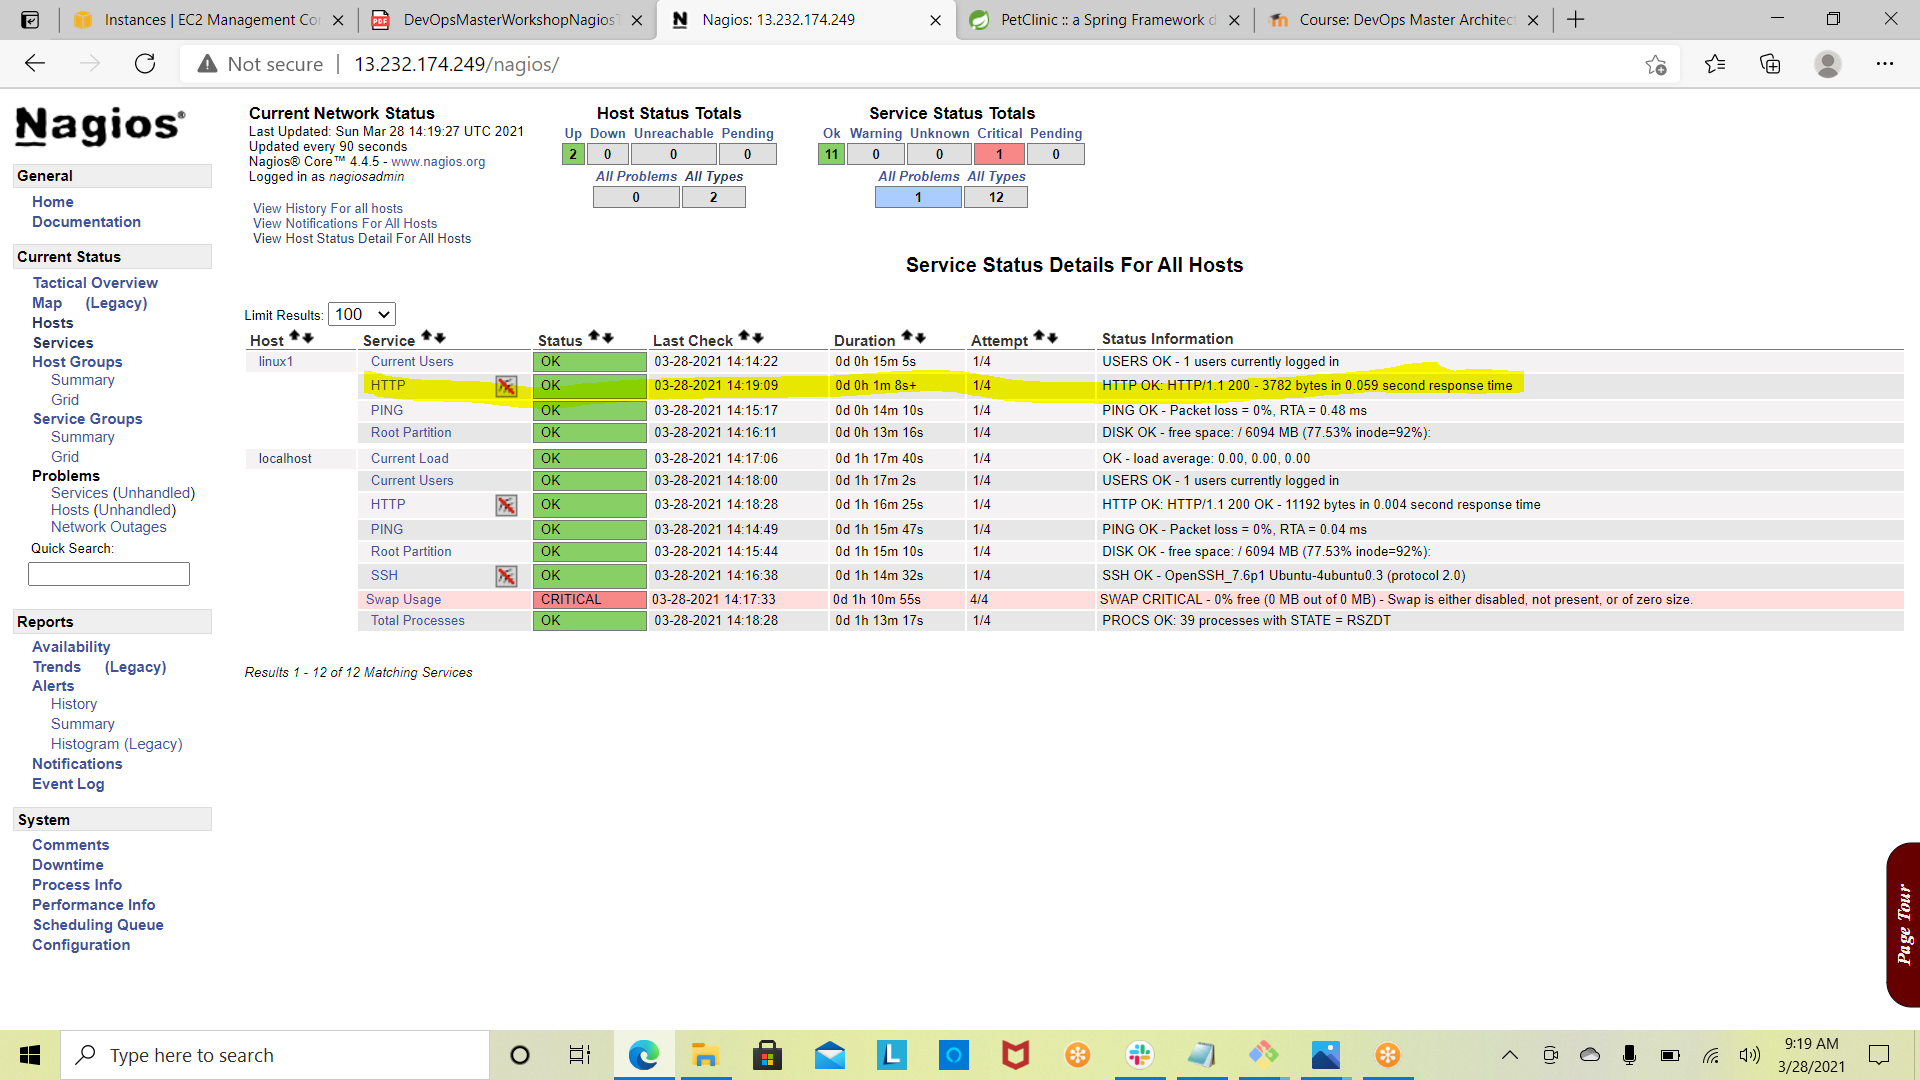 Instances | EC2 Management Co
DevOpsMasterWorkshopNagiosT
Nagios: 13.232.174.249
PetClinic :: a Spring Framework d
Course: DevOps Master Architect
Not secure | 13.232.174.249/nagios/
Nagios®
General
Home
Documentation
Current Status
Tactical Overview
Map (Legacy)
Hosts
Services
Host Groups
Summary
Grid
Service Groups
Summary
Grid
Problems
Services (Unhandled)
Hosts (Unhandled)
Network Outages
Quick Search:
Reports
Availability
Trends (Legacy)
Alerts
History
Summary
Histogram (Legacy)
Notifications
Event Log
System
Comments
Downtime
Process Info
Performance Info
Scheduling Queue
Configuration
Current Network Status
Last Updated: Sun Mar 28 14:19:27 UTC 2021
Updated every 90 seconds
Nagios® Core™ 4.4.5 - www.nagios.org
Logged in as nagiosadmin
View History For all hosts
View Notifications For All Hosts
View Host Status Detail For All Hosts
Host Status Totals
Up Down Unreachable Pending
2 0 0 0
All Problems All Types
0 2
Service Status Totals
Ok Warning Unknown Critical Pending
11 0 0 1 0
All Problems All Types
1 12
Service Status Details For All Hosts
Limit Results: 100
Host Service Status Last Check Duration Attempt Status Information
linux1 Current Users OK 03-28-2021 14:14:22 0d 0h 15m 5s 1/4 USERS OK - 1 users currently logged in
HTTP OK 03-28-2021 14:19:09 0d 0h 1m 8s+ 1/4 HTTP OK: HTTP/1.1 200 - 3782 bytes in 0.059 second response time
PING OK 03-28-2021 14:15:17 0d 0h 14m 10s 1/4 PING OK - Packet loss = 0%, RTA = 0.48 ms
Root Partition OK 03-28-2021 14:16:11 0d 0h 13m 16s 1/4 DISK OK - free space: / 6094 MB (77.53% inode=92%):
localhost Current Load OK 03-28-2021 14:17:06 0d 1h 17m 40s 1/4 OK - load average: 0.00, 0.00, 0.00
Current Users OK 03-28-2021 14:18:00 0d 1h 17m 2s 1/4 USERS OK - 1 users currently logged in
HTTP OK 03-28-2021 14:18:28 0d 1h 16m 25s 1/4 HTTP OK: HTTP/1.1 200 OK - 11192 bytes in 0.004 second response time
PING OK 03-28-2021 14:14:49 0d 1h 15m 47s 1/4 PING OK - Packet loss = 0%, RTA = 0.04 ms
Root Partition OK 03-28-2021 14:15:44 0d 1h 15m 10s 1/4 DISK OK - free space: / 6094 MB (77.53% inode=92%):
SSH OK 03-28-2021 14:16:38 0d 1h 14m 32s 1/4 SSH OK - OpenSSH_7.6p1 Ubuntu-4ubuntu0.3 (protocol 2.0)
Swap Usage CRITICAL 03-28-2021 14:17:33 0d 1h 10m 55s 4/4 SWAP CRITICAL - 0% free (0 MB out of 0 MB) - Swap is either disabled, not present, or of zero size.
Total Processes OK 03-28-2021 14:18:28 0d 1h 13m 17s 1/4 PROCS OK: 39 processes with STATE = RSZDT
Results 1 - 12 of 12 Matching Services
Page Tour
Type here to search
9:19 AM
3/28/2021